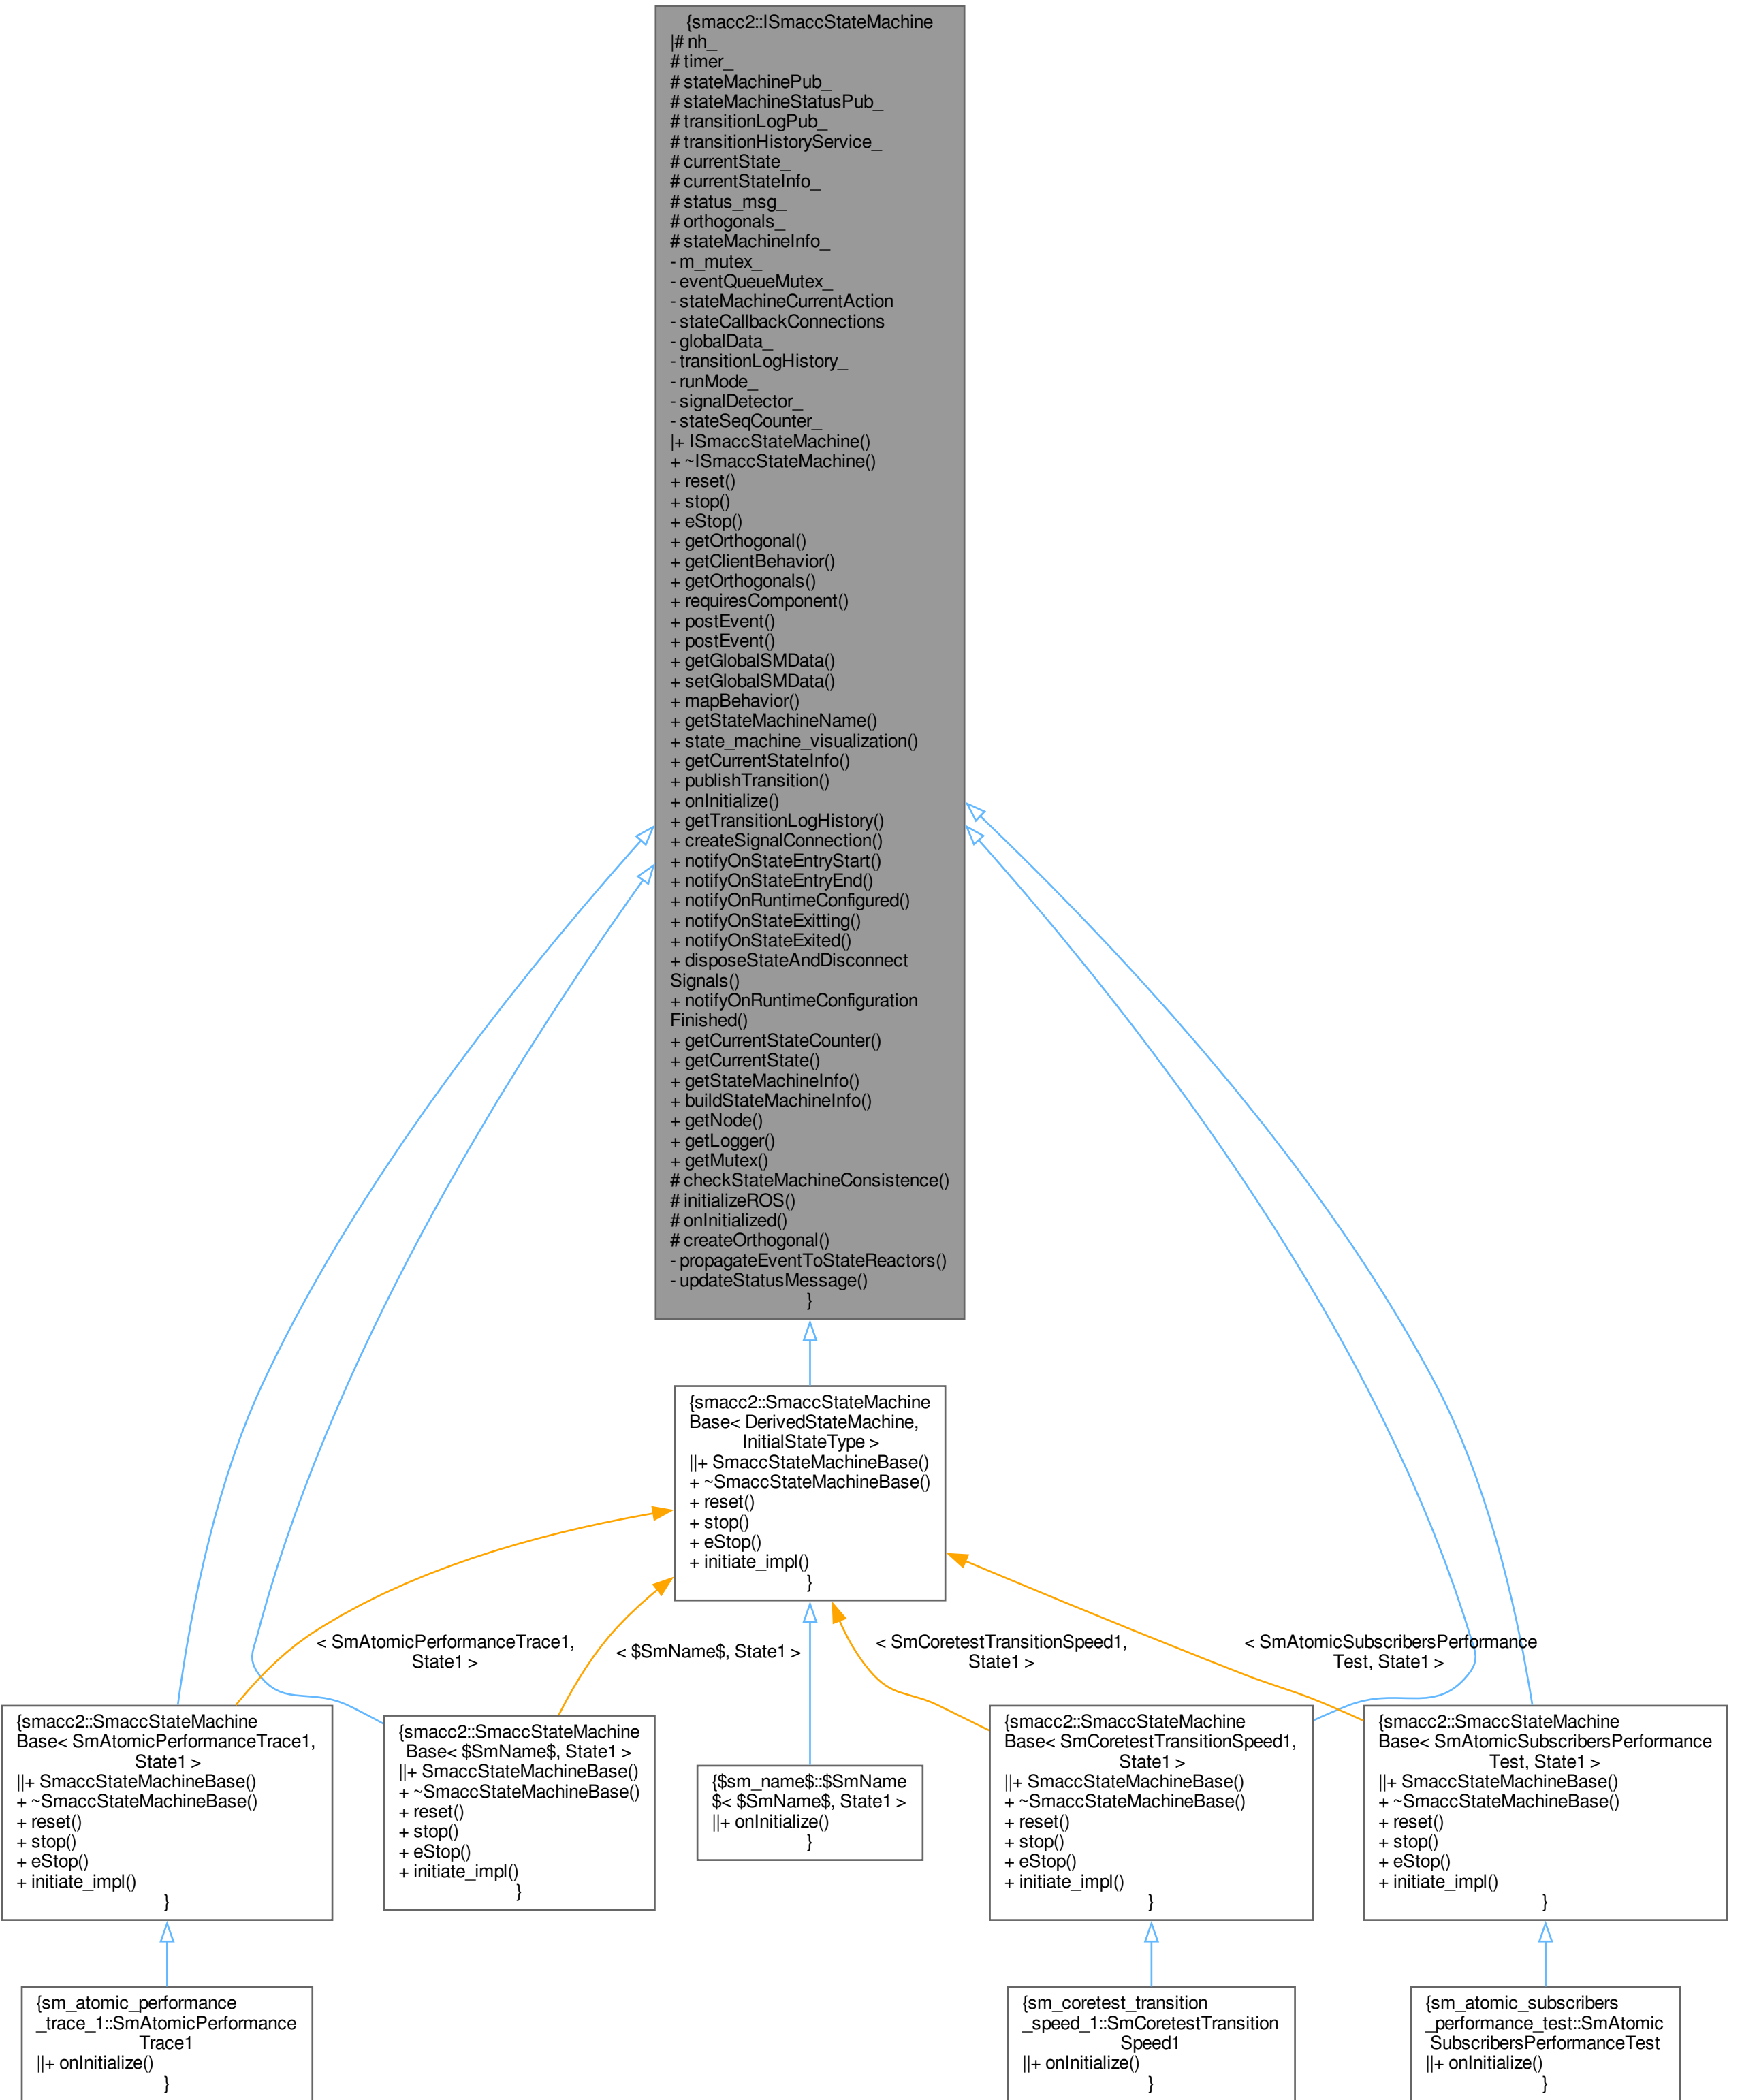 {smacc2::ISmaccStateMachine
|# nh_
# timer_
# stateMachinePub_
# stateMachineStatusPub_
# transitionLogPub_
# transitionHistoryService_
# currentState_
# currentStateInfo_
# status_msg_
# orthogonals_
# stateMachineInfo_
- m_mutex_
- eventQueueMutex_
- stateMachineCurrentAction
- stateCallbackConnections
- globalData_
- transitionLogHistory_
- runMode_
- signalDetector_
- stateSeqCounter_
|+ ISmaccStateMachine()
+ ~ISmaccStateMachine()
+ reset()
+ stop()
+ eStop()
+ getOrthogonal()
+ getClientBehavior()
+ getOrthogonals()
+ requiresComponent()
+ postEvent()
+ postEvent()
+ getGlobalSMData()
+ setGlobalSMData()
+ mapBehavior()
+ getStateMachineName()
+ state_machine_visualization()
+ getCurrentStateInfo()
+ publishTransition()
+ onInitialize()
+ getTransitionLogHistory()
+ createSignalConnection()
+ notifyOnStateEntryStart()
+ notifyOnStateEntryEnd()
+ notifyOnRuntimeConfigured()
+ notifyOnStateExitting()
+ notifyOnStateExited()
+ disposeStateAndDisconnect
Signals()
+ notifyOnRuntimeConfiguration
Finished()
+ getCurrentStateCounter()
+ getCurrentState()
+ getStateMachineInfo()
+ buildStateMachineInfo()
+ getNode()
+ getLogger()
+ getMutex()
# checkStateMachineConsistence()
# initializeROS()
# onInitialized()
# createOrthogonal()
- propagateEventToStateReactors()
- updateStatusMessage()
}
{smacc2::SmaccStateMachine
Base< DerivedStateMachine,
InitialStateType >
||+ SmaccStateMachineBase()
+ ~SmaccStateMachineBase()
+ reset()
+ stop()
+ eStop()
+ initiate_impl()
}
< SmAtomicPerformanceTrace1,
State1 >
< $SmName$, State1 >
< SmCoretestTransitionSpeed1,
State1 >
< SmAtomicSubscribersPerformance
Test, State1 >
{smacc2::SmaccStateMachine
Base< SmAtomicPerformanceTrace1,
State1 >
||+ SmaccStateMachineBase()
+ ~SmaccStateMachineBase()
+ reset()
+ stop()
+ eStop()
+ initiate_impl()
}
{smacc2::SmaccStateMachine
Base< $SmName$, State1 >
||+ SmaccStateMachineBase()
+ ~SmaccStateMachineBase()
+ reset()
+ stop()
+ eStop()
+ initiate_impl()
}
{$sm_name$::$SmName
$< $SmName$, State1 >
||+ onInitialize()
}
{smacc2::SmaccStateMachine
Base< SmCoretestTransitionSpeed1,
State1 >
||+ SmaccStateMachineBase()
+ ~SmaccStateMachineBase()
+ reset()
+ stop()
+ eStop()
+ initiate_impl()
}
{smacc2::SmaccStateMachine
Base< SmAtomicSubscribersPerformance
Test, State1 >
||+ SmaccStateMachineBase()
+ ~SmaccStateMachineBase()
+ reset()
+ stop()
+ eStop()
+ initiate_impl()
}
{sm_atomic_performance
_trace_1::SmAtomicPerformance
Trace1
||+ onInitialize()
}
{sm_coretest_transition
_speed_1::SmCoretestTransition
Speed1
||+ onInitialize()
}
{sm_atomic_subscribers
_performance_test::SmAtomic
SubscribersPerformanceTest
||+ onInitialize()
}